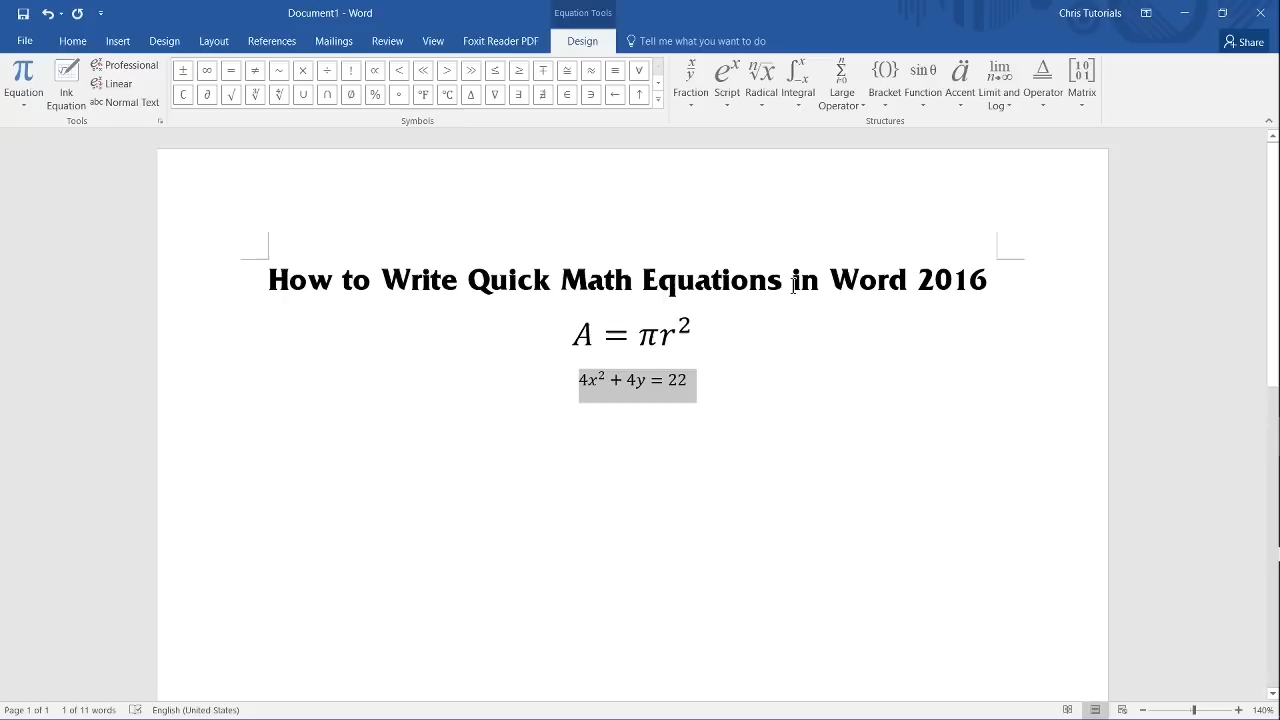 Document1 - Word
Equation Tools
Chris Tutorials
File Home Insert Design Layout References Mailings Review View Foxit Reader PDF Design Tell me what you want to do Share
π Equation
Ink Equation
Professional
Linear
abc Normal Text
Tools
± ∞ = ≠ ~ × ÷ ! ∝ < ≪ > ≫ ≤ ≥ ∓ ≅ ≈ ≡ ∀
∁ ∂ √ ∛ ∜ ∪ ∩ ∅ % ° °F °C ∆ ∇ ∃ ∄ ∈ ∋ ← ↑
Symbols
Fraction Script Radical Integral Large Operator Bracket Function Accent Limit and Log Operator Matrix
Structures
How to Write Quick Math Equations in Word 2016
A = πr²
4x² + 4y = 22
Page 1 of 1 1 of 11 words English (United States) 140%